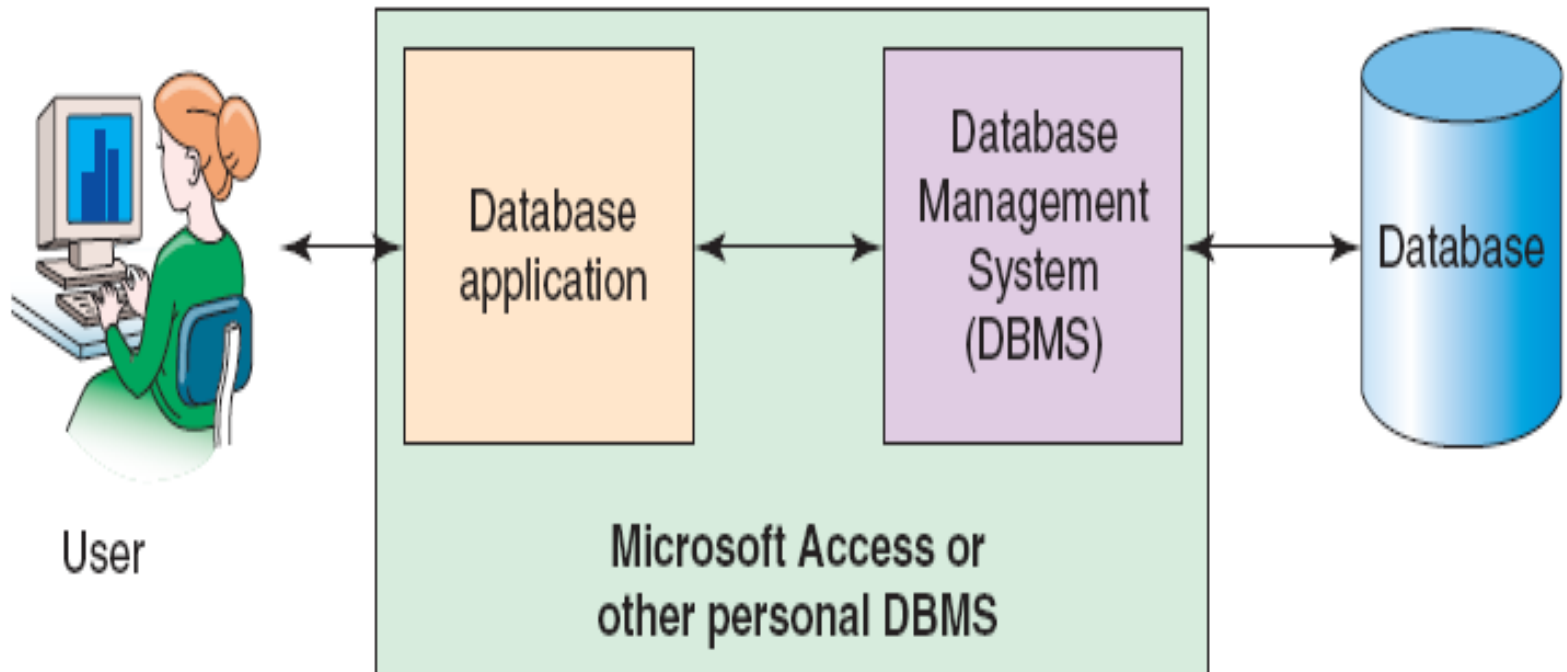 User
Database
application
Database
Management
System
(DBMS)
Database
Microsoft Access or
other personal DBMS